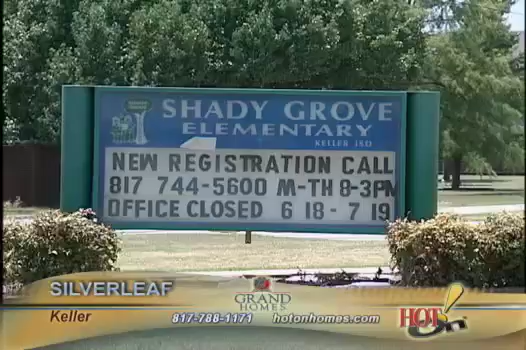 SHADY GROVE
ELEMENTARY
KELLER ISD
NEW REGISTRATION CALL
817 744-5600 M-TH 8-3PM
OFFICE CLOSED 6 18 - 7 19
SILVERLEAF
Keller
GRAND
HOMES
817-788-1171 hotonhomes.com
HOT!
On